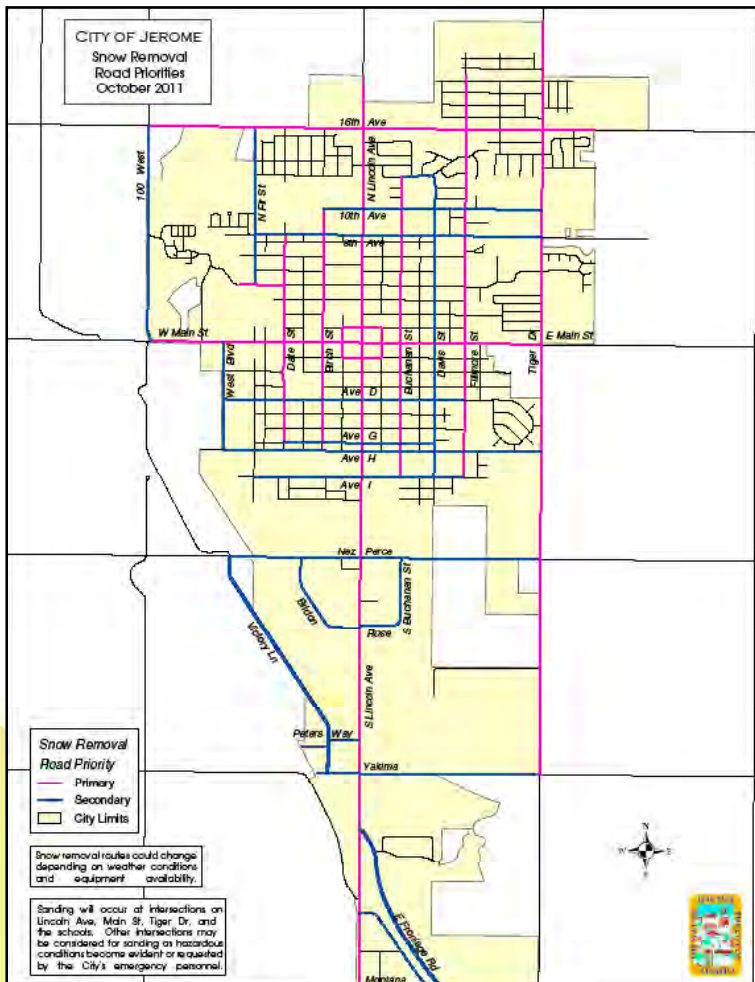 CITY OF JEROME
Snow Removal
Road Priorities
October 2011
16th Ave
100 West
N Fir St
N Lincoln Ave
10th Ave
8th Ave
W Main St
E Main St
West Blvd
Date St
Birch St
Buchanan St
Davis St
Fillmore St
Tiger Dr
Ave D
Ave G
Ave H
Ave I
Nez Perce
Bridon
Rose
S Buchanan St
Victory Ln
S Lincoln Ave
Peters Way
Yakima
E Frontage Rd
Montana
Snow Removal
Road Priority
Primary
Secondary
City Limits
Snow removal routes could change
depending on weather conditions
and equipment availability.
Sanding will occur at intersections on
Lincoln Ave, Main St, Tiger Dr, and
the schools. Other intersections may
be considered for sanding as hazardous
conditions become evident or requested
by the City's emergency personnel.
N
W
E
S